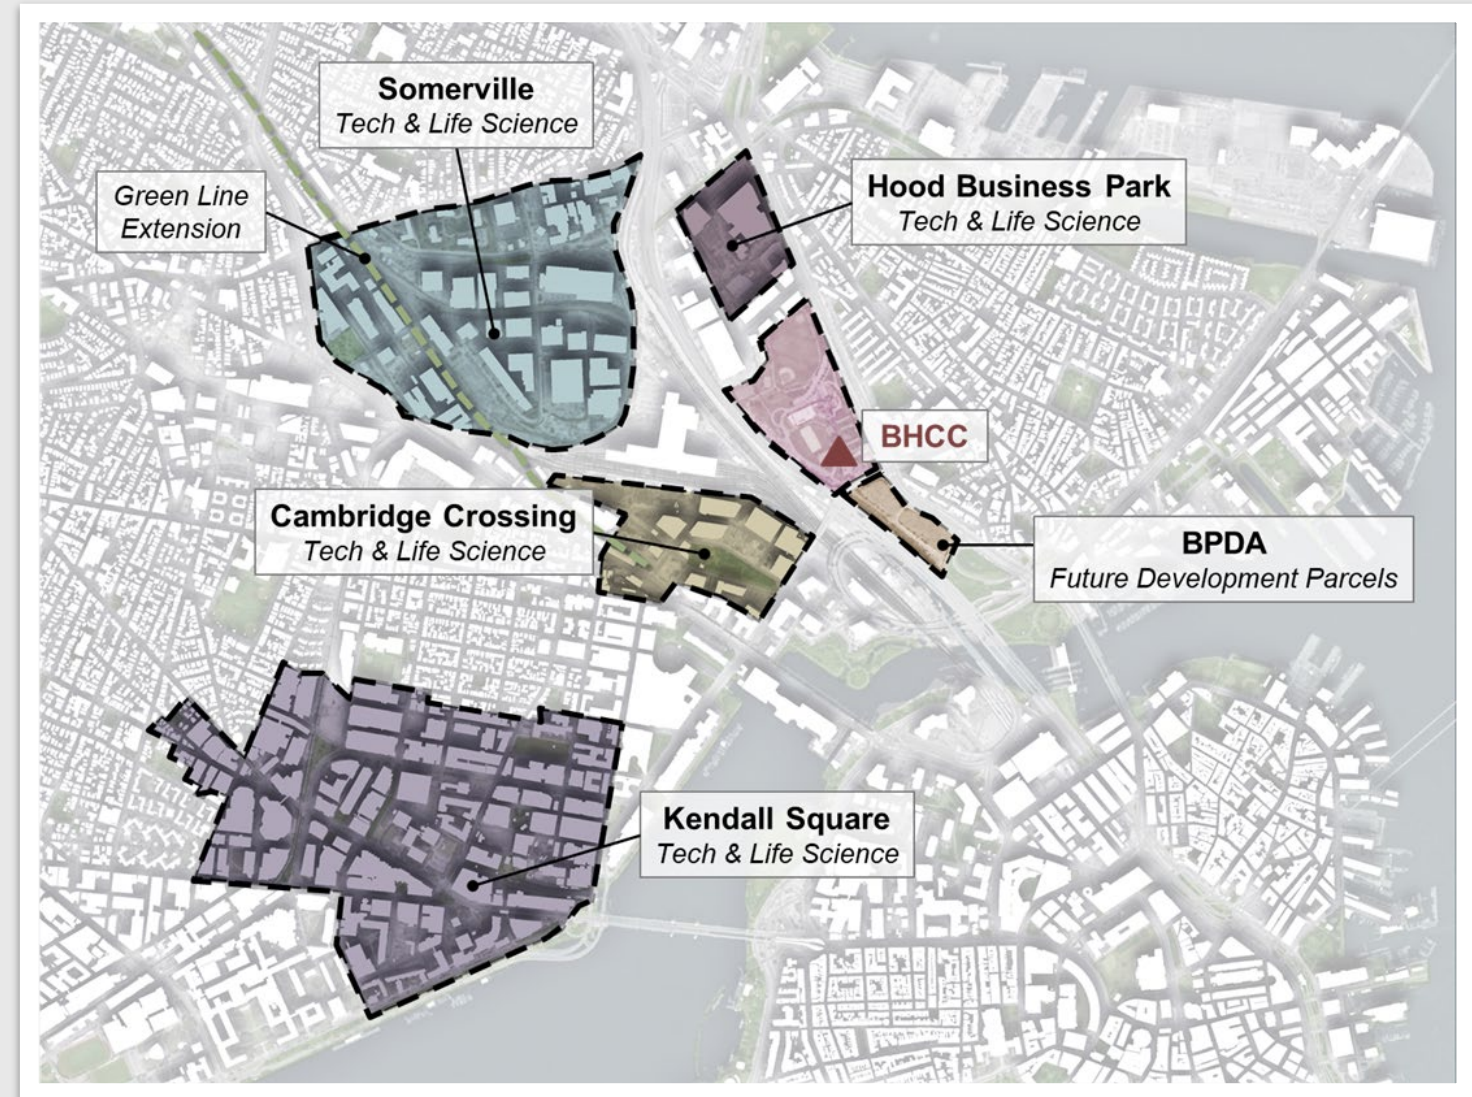 Somerville
Tech & Life Science
Green Line
Extension
Hood Business Park
Tech & Life Science
BHCC
Cambridge Crossing
Tech & Life Science
BPDA
Future Development Parcels
Kendall Square
Tech & Life Science